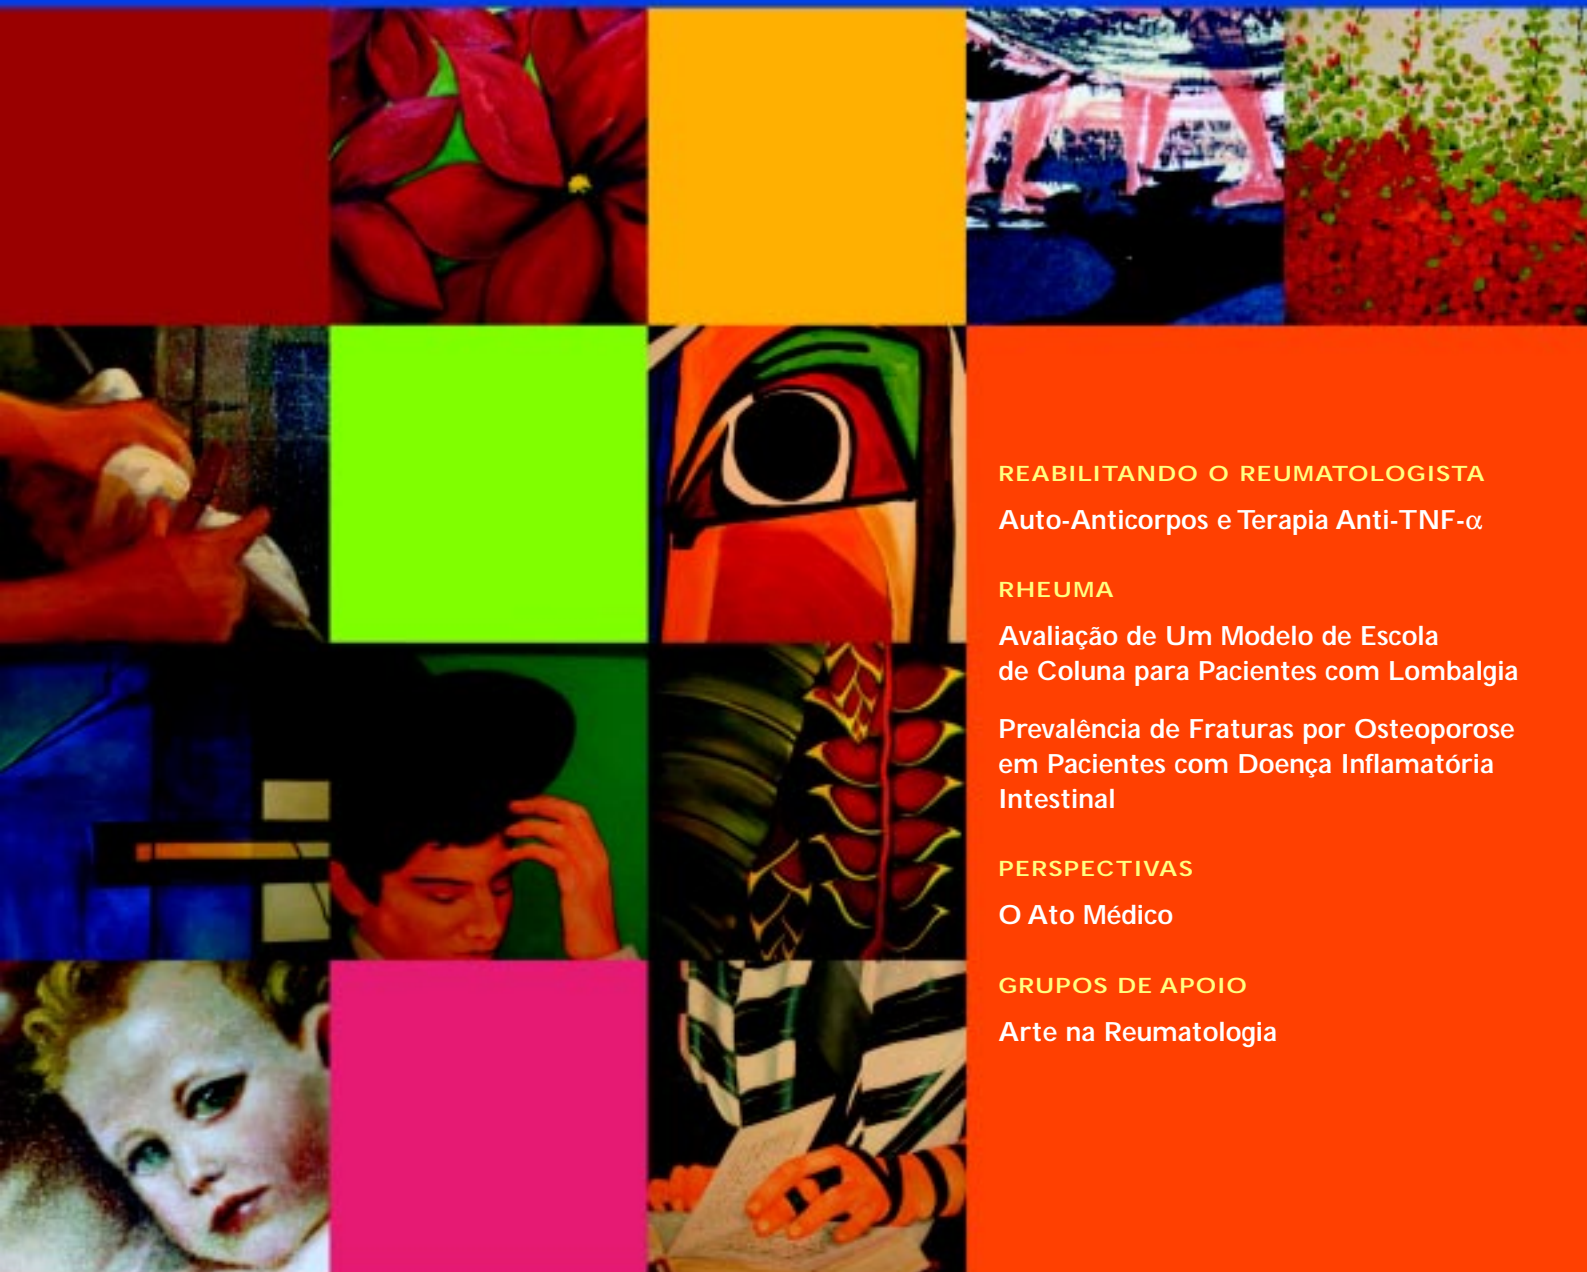 REABILITANDO O REUMATOLOGISTA
Auto-Anticorpos e Terapia Anti-TNF-α
RHEUMA
Avaliação de Um Modelo de Escola
de Coluna para Pacientes com Lombalgia
Prevalência de Fraturas por Osteoporose
em Pacientes com Doença Inflamatória
Intestinal
PERSPECTIVAS
O Ato Médico
GRUPOS DE APOIO
Arte na Reumatologia